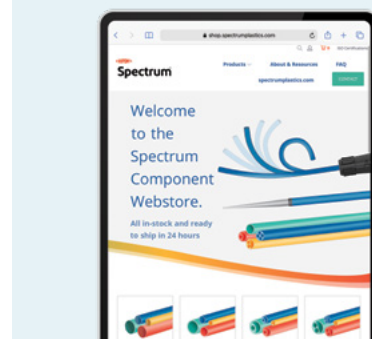 shop.spectrumplastics.com
Spectrum
Products
About & Resources
FAQ
spectrumplastics.com
CONTACT
Welcome
to the
Spectrum
Component
Webstore.
All in-stock and ready
to ship in 24 hours